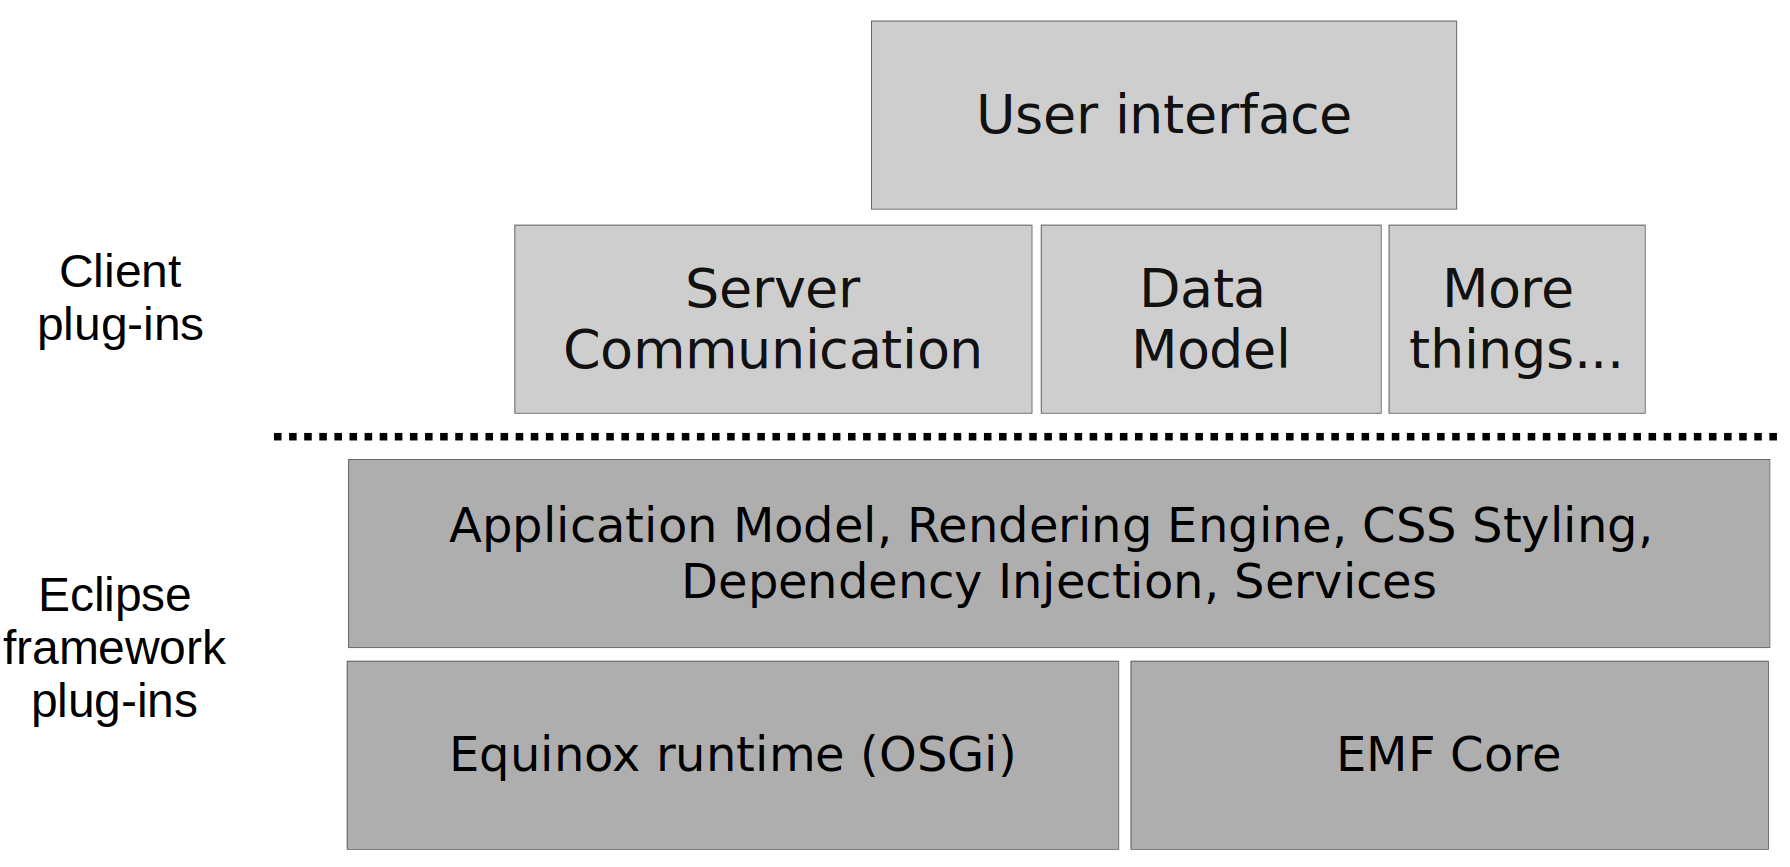 User interface
Client
plug-ins
Server
Communication
Data
Model
More
things...
Eclipse
framework
plug-ins
Application Model, Rendering Engine, CSS Styling,
Dependency Injection, Services
Equinox runtime (OSGi)
EMF Core